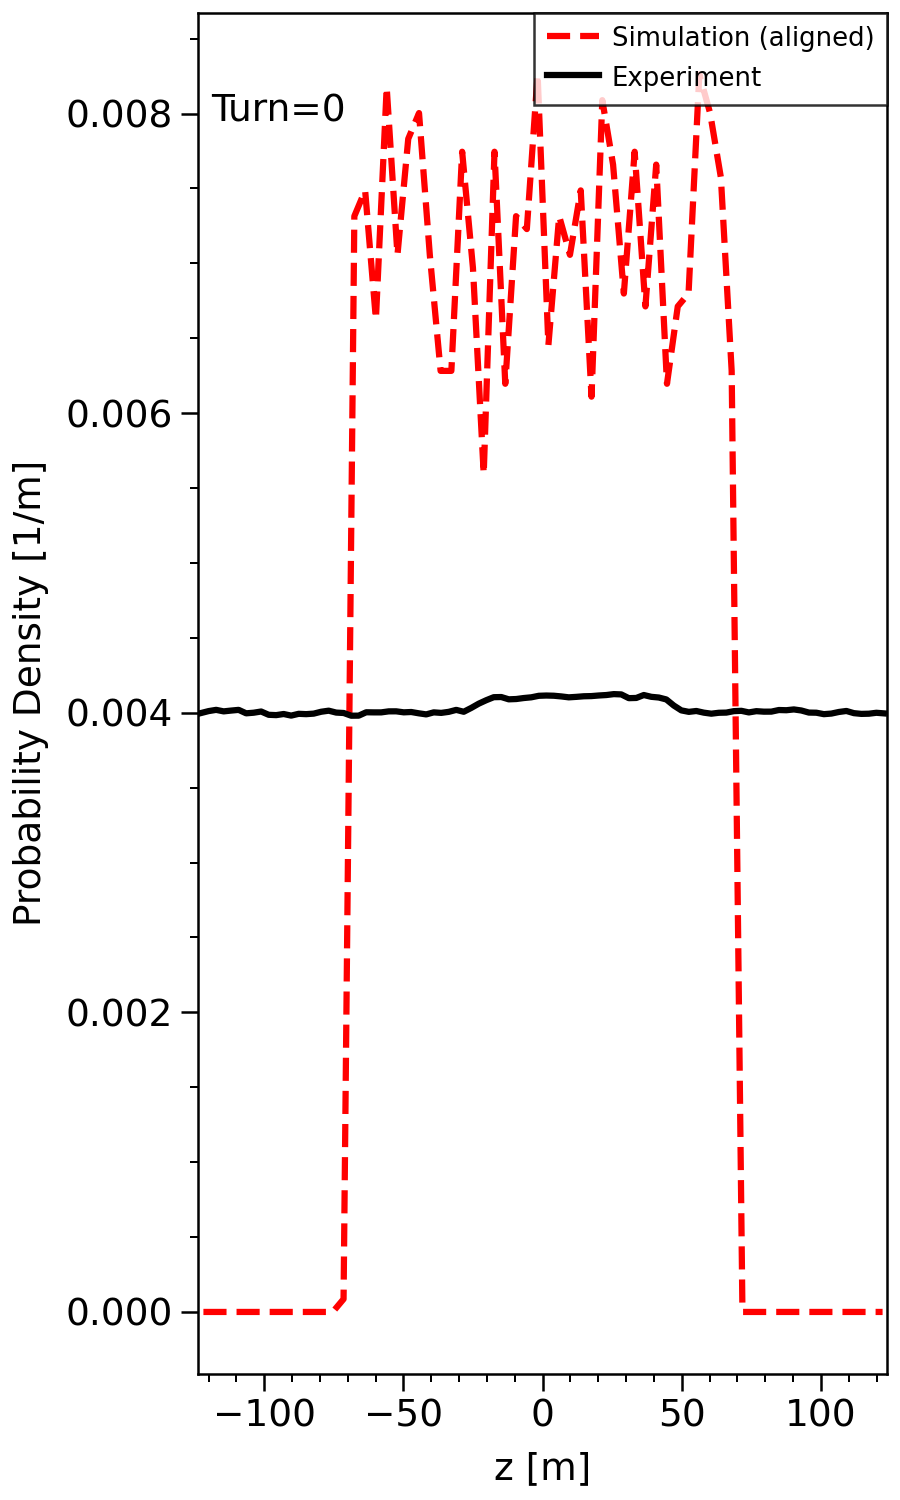 Simulation (aligned)
Experiment
Turn=0
0.008
0.006
0.004
0.002
0.000
Probability Density [1/m]
−100
−50
0
50
100
z [m]